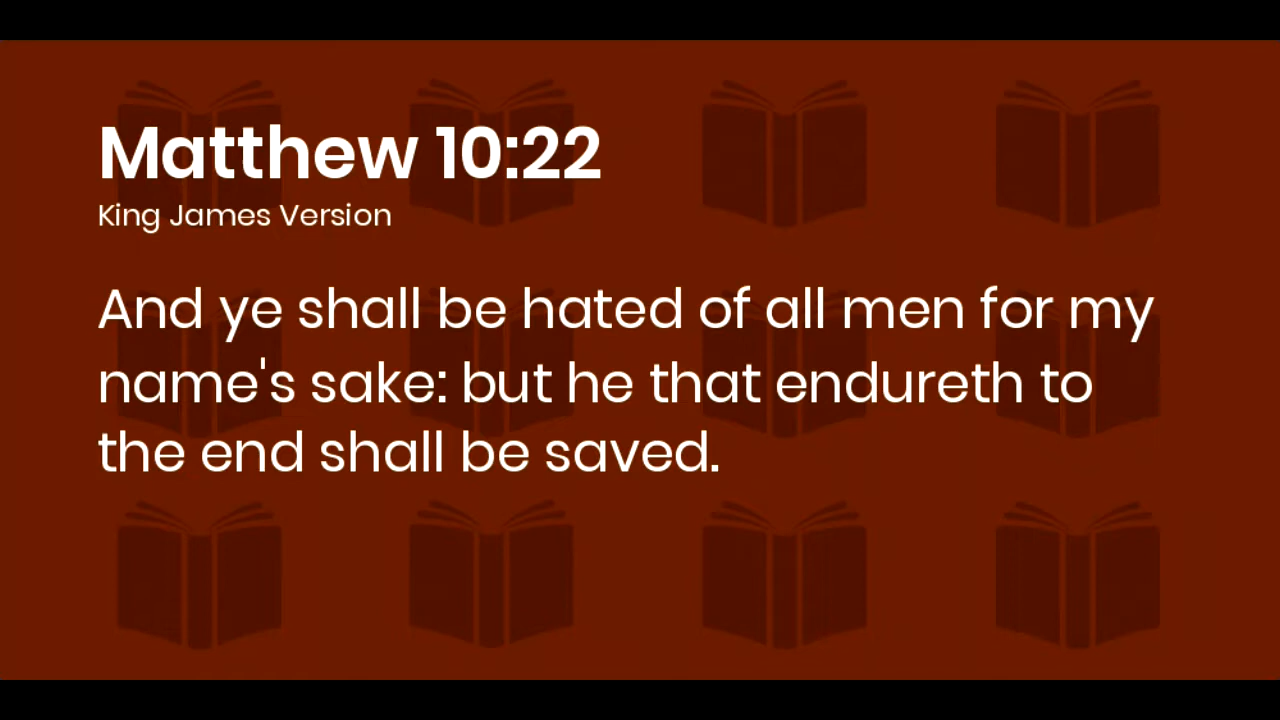 Matthew 10:22
King James Version
And ye shall be hated of all men for my
name's sake: but he that endureth to
the end shall be saved.